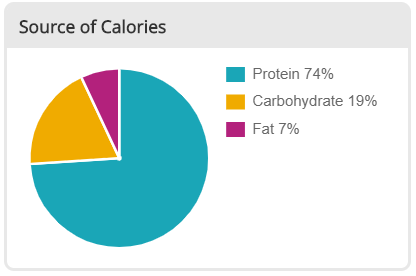 Source of Calories
Protein 74%
Carbohydrate 19%
Fat 7%